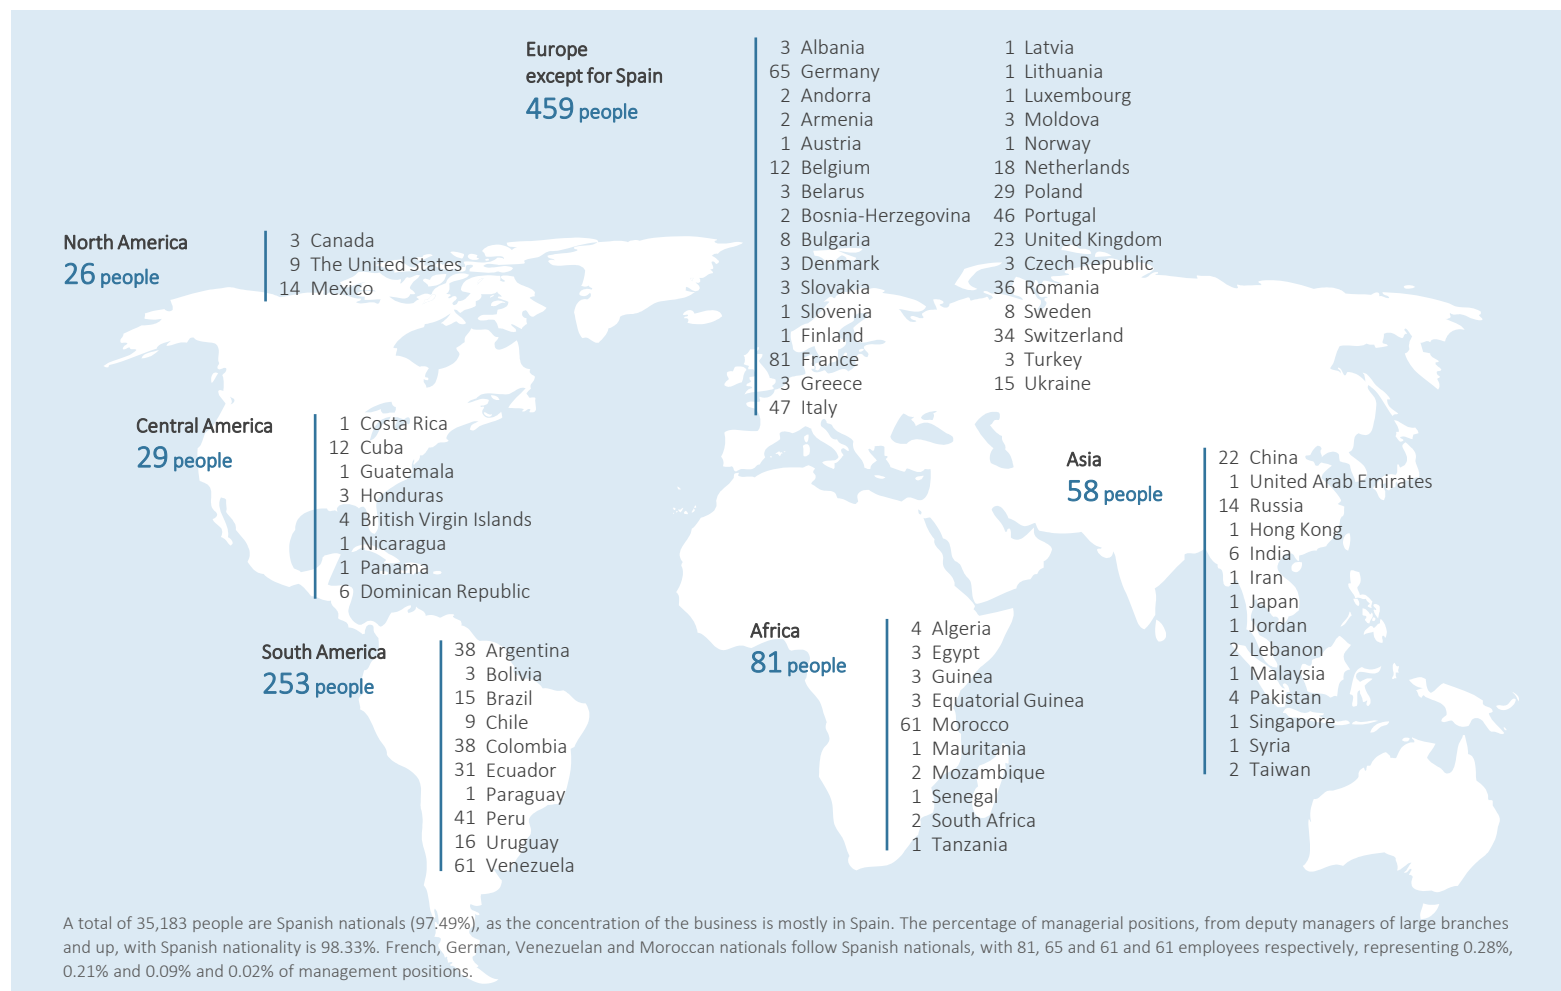 Europe
except for Spain
459 people
3 Albania
65 Germany
2 Andorra
2 Armenia
1 Austria
12 Belgium
3 Belarus
2 Bosnia-Herzegovina
8 Bulgaria
3 Denmark
3 Slovakia
1 Slovenia
1 Finland
81 France
3 Greece
47 Italy
1 Latvia
1 Lithuania
1 Luxembourg
3 Moldova
1 Norway
18 Netherlands
29 Poland
46 Portugal
23 United Kingdom
3 Czech Republic
36 Romania
8 Sweden
34 Switzerland
3 Turkey
15 Ukraine
North America
26 people
3 Canada
9 The United States
14 Mexico
Central America
29 people
1 Costa Rica
12 Cuba
1 Guatemala
3 Honduras
4 British Virgin Islands
1 Nicaragua
1 Panama
6 Dominican Republic
Asia
58 people
22 China
1 United Arab Emirates
14 Russia
1 Hong Kong
6 India
1 Iran
1 Japan
1 Jordan
2 Lebanon
1 Malaysia
4 Pakistan
1 Singapore
1 Syria
2 Taiwan
South America
253 people
38 Argentina
3 Bolivia
15 Brazil
9 Chile
38 Colombia
31 Ecuador
1 Paraguay
41 Peru
16 Uruguay
61 Venezuela
Africa
81 people
4 Algeria
3 Egypt
3 Guinea
3 Equatorial Guinea
61 Morocco
1 Mauritania
2 Mozambique
1 Senegal
2 South Africa
1 Tanzania
A total of 35,183 people are Spanish nationals (97.49%), as the concentration of the business is mostly in Spain. The percentage of managerial positions, from deputy managers of large branches
and up, with Spanish nationality is 98.33%. French, German, Venezuelan and Moroccan nationals follow Spanish nationals, with 81, 65 and 61 and 61 employees respectively, representing 0.28%,
0.21% and 0.09% and 0.02% of management positions.